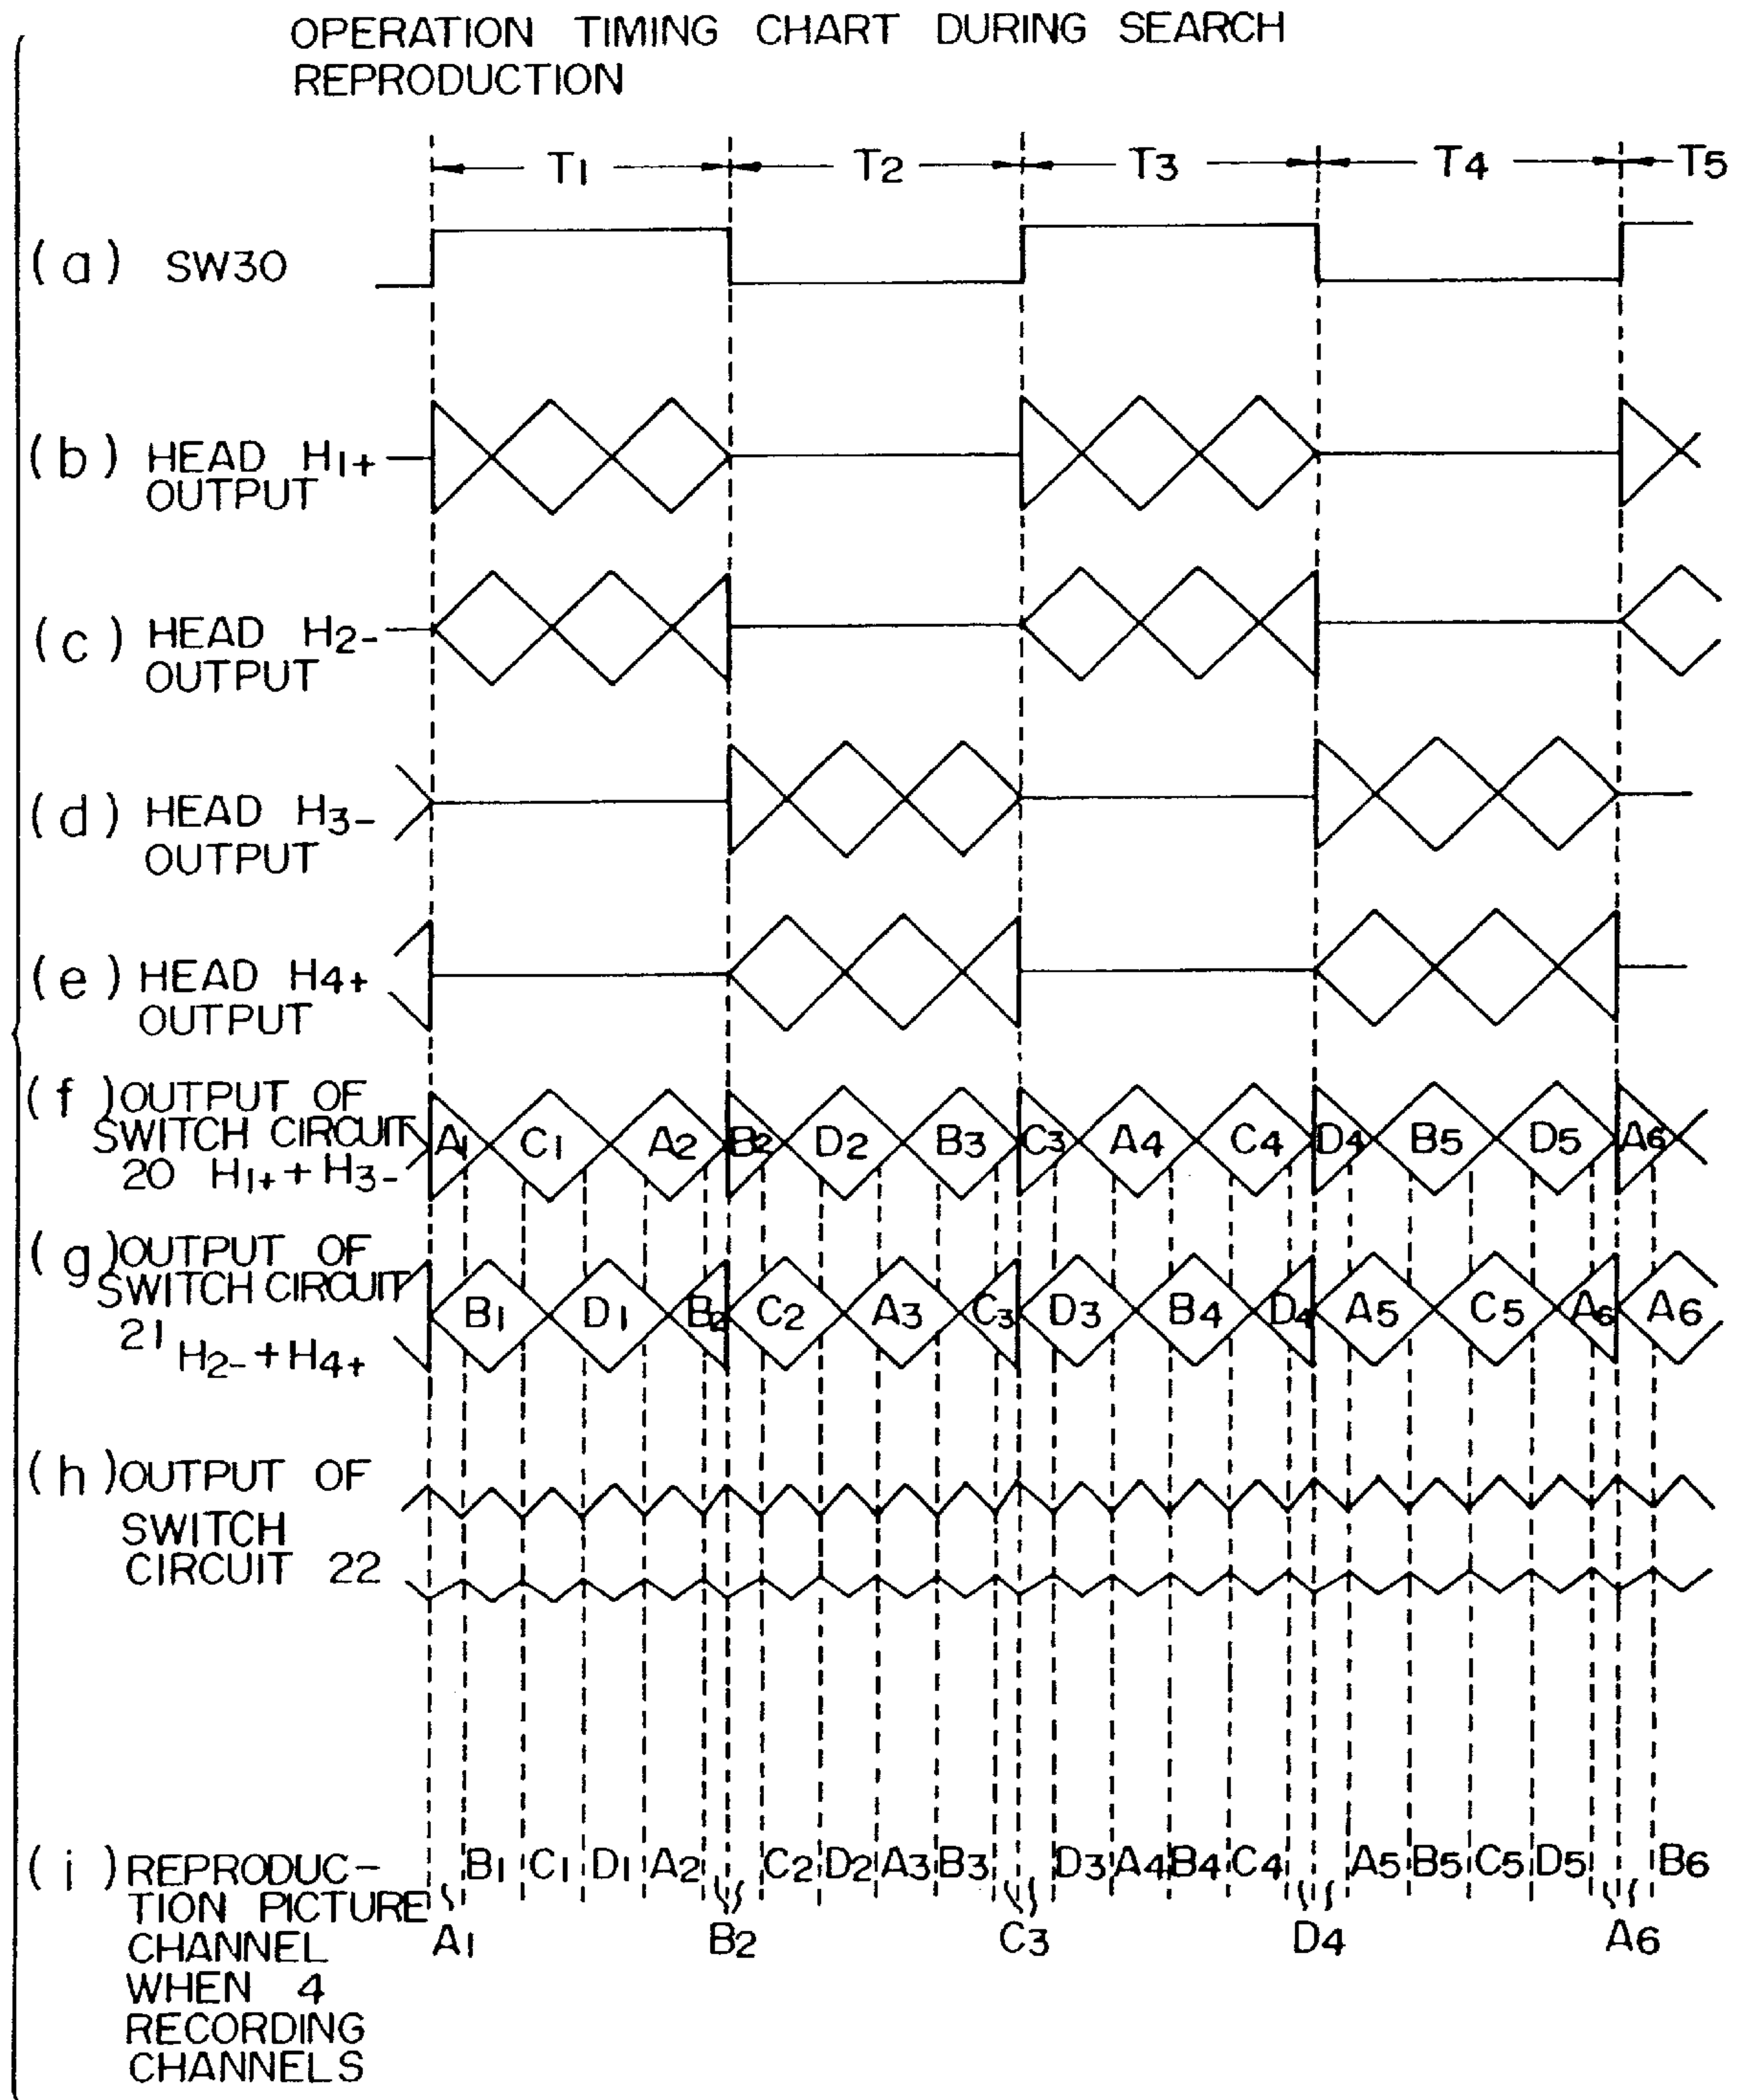 OPERATION TIMING CHART DURING SEARCH
REPRODUCTION
T1 T2 T3 T4 T5
(a) SW30
(b) HEAD H1+
OUTPUT
(c) HEAD H2-
OUTPUT
(d) HEAD H3-
OUTPUT
(e) HEAD H4+
OUTPUT
(f) OUTPUT OF
SWITCH CIRCUIT
20 H1+ + H3-
A1 C1 A2 B2 D2 B3 C3 A4 C4 D4 B5 D5 A6
(g) OUTPUT OF
SWITCH CIRCUIT
21 H2- + H4+
B1 D1 B2 C2 A3 C3 D3 B4 D4 A5 C5 A6 A6
(h) OUTPUT OF
SWITCH
CIRCUIT 22
(i) REPRODUC-
TION PICTURE
CHANNEL
WHEN 4
RECORDING
CHANNELS
B1 C1 D1 A2 C2 D2 A3 B3 D3 A4 B4 C4 A5 B5 C5 D5 B6
A1 B2 C3 D4 A6